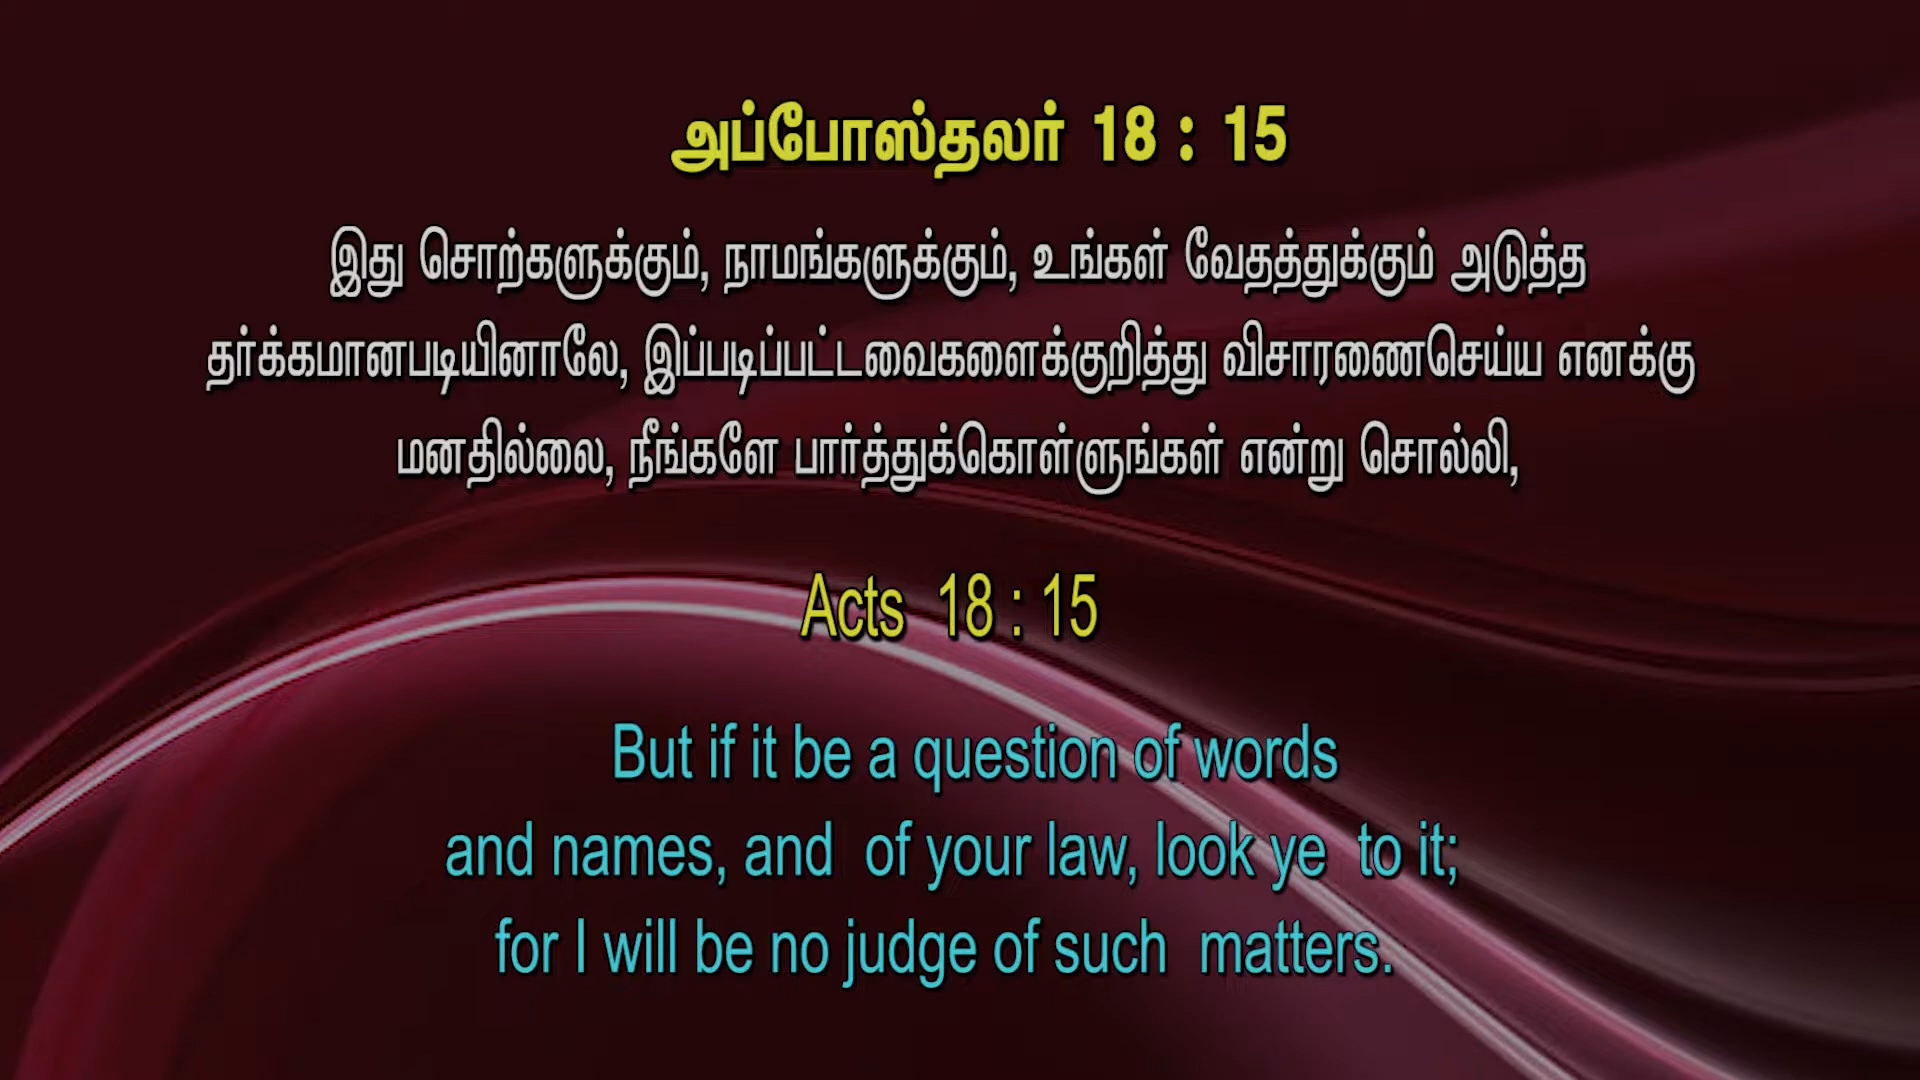 அப்போஸ்தலர் 18 : 15
இது சொற்களுக்கும், நாமங்களுக்கும், உங்கள் வேதத்துக்கும் அடுத்த
தர்க்கமானபடியினாலே, இப்படிப்பட்டவைகளைக்குறித்து விசாரணைசெய்ய எனக்கு
மனதில்லை, நீங்களே பார்த்துக்கொள்ளுங்கள் என்று சொல்லி,
Acts 18 : 15
But if it be a question of words
and names, and of your law, look ye to it;
for I will be no judge of such matters.